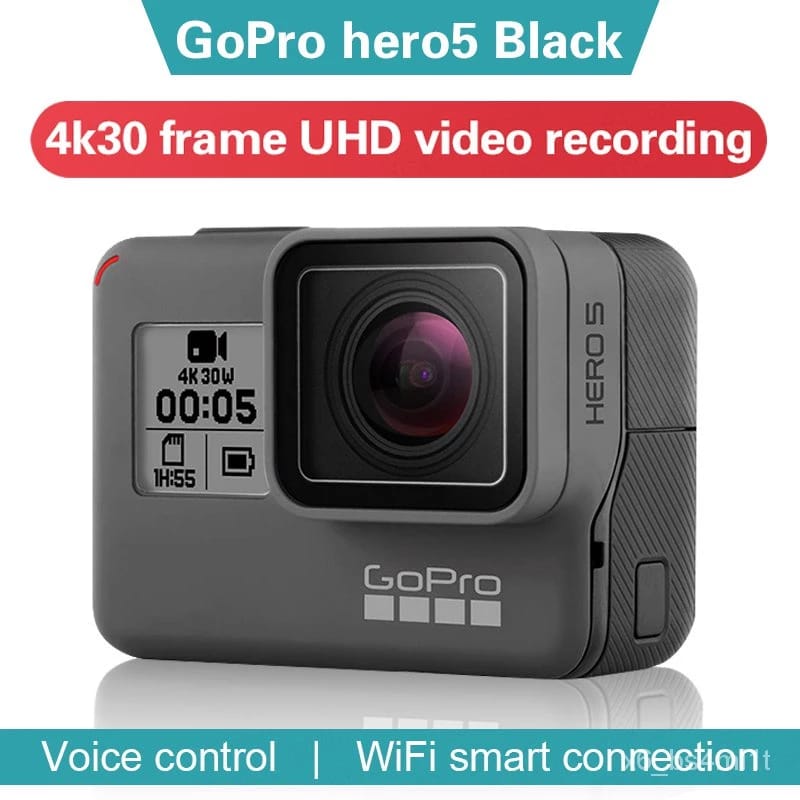 GoPro hero5 Black
4k30 frame UHD video recording
4K 30 W
00:05
1H:55
HERO 5
GoPro
Voice control | WiFi smart connection